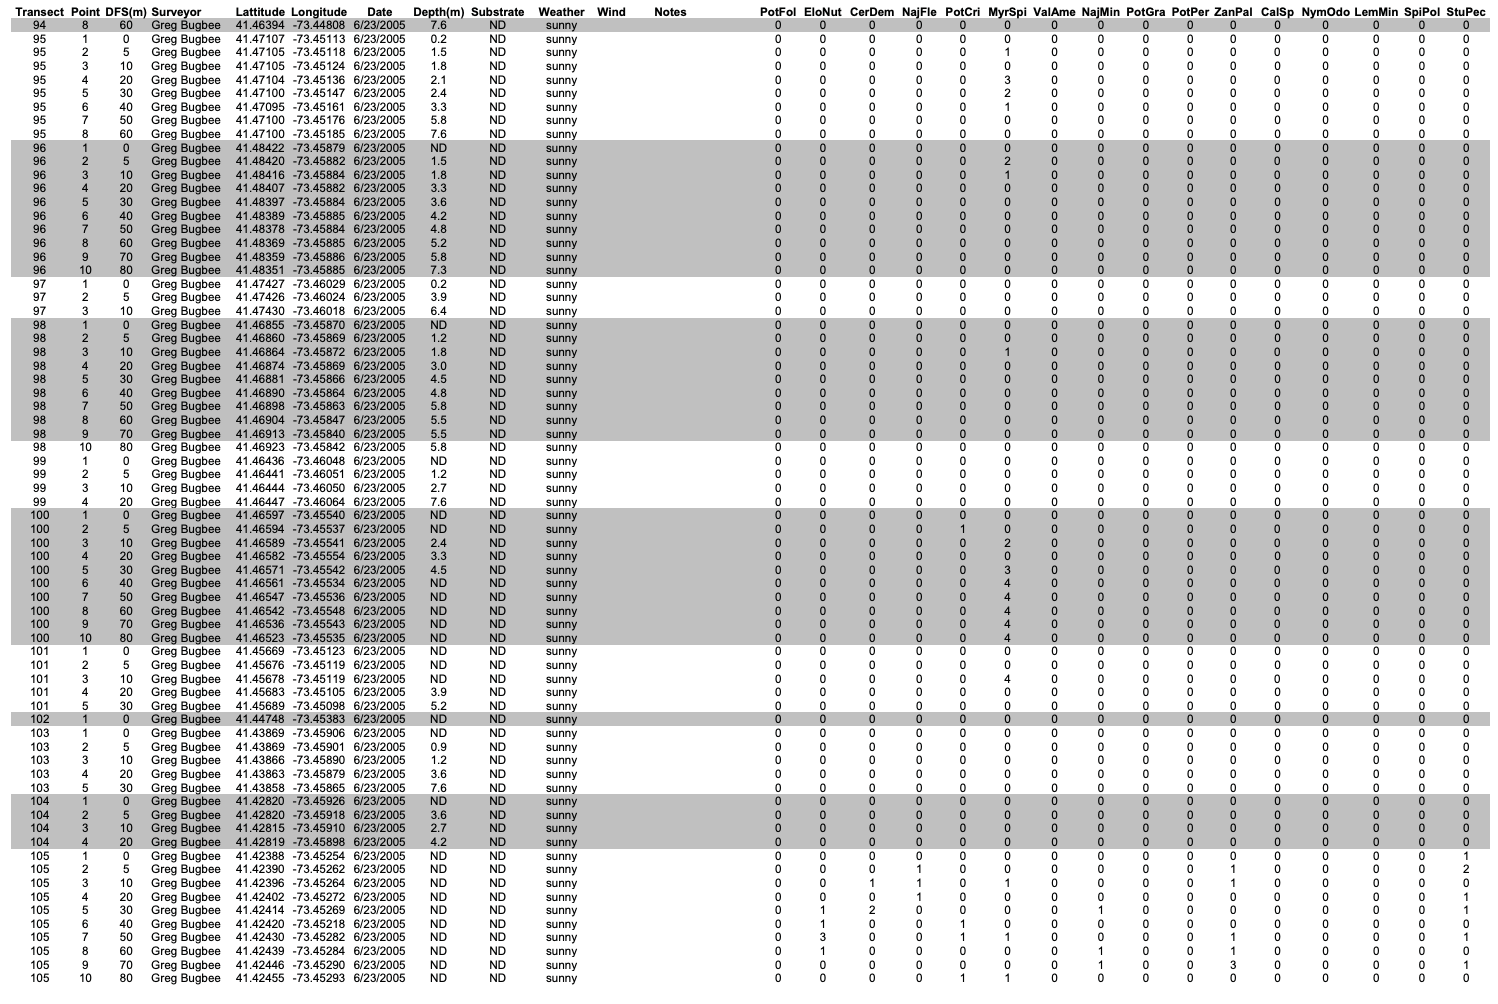 Transect Point DFS(m) Surveyor Lattitude Longitude Date Depth(m) Substrate Weather Wind Notes PotFol EloNut CerDem NajFle PotCri MyrSpi ValAme NajMin PotGra PotPer ZanPal CalSp NymOdo LemMin SpiPol StuPec
94 8 60 Greg Bugbee 41.46394 -73.44808 6/23/2005 7.6 ND sunny 0 0 0 0 0 0 0 0 0 0 0 0 0 0 0 0
95 1 0 Greg Bugbee 41.47107 -73.45113 6/23/2005 0.2 ND sunny 0 0 0 0 0 0 0 0 0 0 0 0 0 0 0 0
95 2 5 Greg Bugbee 41.47105 -73.45118 6/23/2005 1.5 ND sunny 0 0 0 0 0 1 0 0 0 0 0 0 0 0 0 0
95 3 10 Greg Bugbee 41.47105 -73.45124 6/23/2005 1.8 ND sunny 0 0 0 0 0 0 0 0 0 0 0 0 0 0 0 0
95 4 20 Greg Bugbee 41.47104 -73.45136 6/23/2005 2.1 ND sunny 0 0 0 0 0 3 0 0 0 0 0 0 0 0 0 0
95 5 30 Greg Bugbee 41.47100 -73.45147 6/23/2005 2.4 ND sunny 0 0 0 0 0 2 0 0 0 0 0 0 0 0 0 0
95 6 40 Greg Bugbee 41.47095 -73.45161 6/23/2005 3.3 ND sunny 0 0 0 0 0 1 0 0 0 0 0 0 0 0 0 0
95 7 50 Greg Bugbee 41.47100 -73.45176 6/23/2005 5.8 ND sunny 0 0 0 0 0 0 0 0 0 0 0 0 0 0 0 0
95 8 60 Greg Bugbee 41.47100 -73.45185 6/23/2005 7.6 ND sunny 0 0 0 0 0 0 0 0 0 0 0 0 0 0 0 0
96 1 0 Greg Bugbee 41.48422 -73.45879 6/23/2005 ND ND sunny 0 0 0 0 0 0 0 0 0 0 0 0 0 0 0 0
96 2 5 Greg Bugbee 41.48420 -73.45882 6/23/2005 1.5 ND sunny 0 0 0 0 0 2 0 0 0 0 0 0 0 0 0 0
96 3 10 Greg Bugbee 41.48416 -73.45884 6/23/2005 1.8 ND sunny 0 0 0 0 0 1 0 0 0 0 0 0 0 0 0 0
96 4 20 Greg Bugbee 41.48407 -73.45882 6/23/2005 3.3 ND sunny 0 0 0 0 0 0 0 0 0 0 0 0 0 0 0 0
96 5 30 Greg Bugbee 41.48397 -73.45884 6/23/2005 3.6 ND sunny 0 0 0 0 0 0 0 0 0 0 0 0 0 0 0 0
96 6 40 Greg Bugbee 41.48389 -73.45885 6/23/2005 4.2 ND sunny 0 0 0 0 0 0 0 0 0 0 0 0 0 0 0 0
96 7 50 Greg Bugbee 41.48378 -73.45884 6/23/2005 4.8 ND sunny 0 0 0 0 0 0 0 0 0 0 0 0 0 0 0 0
96 8 60 Greg Bugbee 41.48369 -73.45885 6/23/2005 5.2 ND sunny 0 0 0 0 0 0 0 0 0 0 0 0 0 0 0 0
96 9 70 Greg Bugbee 41.48359 -73.45886 6/23/2005 5.8 ND sunny 0 0 0 0 0 0 0 0 0 0 0 0 0 0 0 0
96 10 80 Greg Bugbee 41.48351 -73.45885 6/23/2005 7.3 ND sunny 0 0 0 0 0 0 0 0 0 0 0 0 0 0 0 0
97 1 0 Greg Bugbee 41.47427 -73.46029 6/23/2005 0.2 ND sunny 0 0 0 0 0 0 0 0 0 0 0 0 0 0 0 0
97 2 5 Greg Bugbee 41.47426 -73.46024 6/23/2005 3.9 ND sunny 0 0 0 0 0 0 0 0 0 0 0 0 0 0 0 0
97 3 10 Greg Bugbee 41.47430 -73.46018 6/23/2005 6.4 ND sunny 0 0 0 0 0 0 0 0 0 0 0 0 0 0 0 0
98 1 0 Greg Bugbee 41.46855 -73.45870 6/23/2005 ND ND sunny 0 0 0 0 0 0 0 0 0 0 0 0 0 0 0 0
98 2 5 Greg Bugbee 41.46860 -73.45869 6/23/2005 1.2 ND sunny 0 0 0 0 0 0 0 0 0 0 0 0 0 0 0 0
98 3 10 Greg Bugbee 41.46864 -73.45872 6/23/2005 1.8 ND sunny 0 0 0 0 0 1 0 0 0 0 0 0 0 0 0 0
98 4 20 Greg Bugbee 41.46874 -73.45869 6/23/2005 3.0 ND sunny 0 0 0 0 0 0 0 0 0 0 0 0 0 0 0 0
98 5 30 Greg Bugbee 41.46881 -73.45866 6/23/2005 4.5 ND sunny 0 0 0 0 0 0 0 0 0 0 0 0 0 0 0 0
98 6 40 Greg Bugbee 41.46890 -73.45864 6/23/2005 4.8 ND sunny 0 0 0 0 0 0 0 0 0 0 0 0 0 0 0 0
98 7 50 Greg Bugbee 41.46898 -73.45863 6/23/2005 5.8 ND sunny 0 0 0 0 0 0 0 0 0 0 0 0 0 0 0 0
98 8 60 Greg Bugbee 41.46904 -73.45847 6/23/2005 5.5 ND sunny 0 0 0 0 0 0 0 0 0 0 0 0 0 0 0 0
98 9 70 Greg Bugbee 41.46913 -73.45840 6/23/2005 5.5 ND sunny 0 0 0 0 0 0 0 0 0 0 0 0 0 0 0 0
98 10 80 Greg Bugbee 41.46923 -73.45842 6/23/2005 5.8 ND sunny 0 0 0 0 0 0 0 0 0 0 0 0 0 0 0 0
99 1 0 Greg Bugbee 41.46436 -73.46048 6/23/2005 ND ND sunny 0 0 0 0 0 0 0 0 0 0 0 0 0 0 0 0
99 2 5 Greg Bugbee 41.46441 -73.46051 6/23/2005 1.2 ND sunny 0 0 0 0 0 0 0 0 0 0 0 0 0 0 0 0
99 3 10 Greg Bugbee 41.46444 -73.46050 6/23/2005 2.7 ND sunny 0 0 0 0 0 0 0 0 0 0 0 0 0 0 0 0
99 4 20 Greg Bugbee 41.46447 -73.46064 6/23/2005 7.6 ND sunny 0 0 0 0 0 0 0 0 0 0 0 0 0 0 0 0
100 1 0 Greg Bugbee 41.46597 -73.45540 6/23/2005 ND ND sunny 0 0 0 0 0 0 0 0 0 0 0 0 0 0 0 0
100 2 5 Greg Bugbee 41.46594 -73.45537 6/23/2005 ND ND sunny 0 0 0 0 1 0 0 0 0 0 0 0 0 0 0 0
100 3 10 Greg Bugbee 41.46589 -73.45541 6/23/2005 2.4 ND sunny 0 0 0 0 0 2 0 0 0 0 0 0 0 0 0 0
100 4 20 Greg Bugbee 41.46582 -73.45554 6/23/2005 3.3 ND sunny 0 0 0 0 0 0 0 0 0 0 0 0 0 0 0 0
100 5 30 Greg Bugbee 41.46571 -73.45542 6/23/2005 4.5 ND sunny 0 0 0 0 0 3 0 0 0 0 0 0 0 0 0 0
100 6 40 Greg Bugbee 41.46561 -73.45534 6/23/2005 ND ND sunny 0 0 0 0 0 4 0 0 0 0 0 0 0 0 0 0
100 7 50 Greg Bugbee 41.46547 -73.45536 6/23/2005 ND ND sunny 0 0 0 0 0 4 0 0 0 0 0 0 0 0 0 0
100 8 60 Greg Bugbee 41.46542 -73.45548 6/23/2005 ND ND sunny 0 0 0 0 0 4 0 0 0 0 0 0 0 0 0 0
100 9 70 Greg Bugbee 41.46536 -73.45543 6/23/2005 ND ND sunny 0 0 0 0 0 4 0 0 0 0 0 0 0 0 0 0
100 10 80 Greg Bugbee 41.46523 -73.45535 6/23/2005 ND ND sunny 0 0 0 0 0 4 0 0 0 0 0 0 0 0 0 0
101 1 0 Greg Bugbee 41.45669 -73.45123 6/23/2005 ND ND sunny 0 0 0 0 0 0 0 0 0 0 0 0 0 0 0 0
101 2 5 Greg Bugbee 41.45676 -73.45119 6/23/2005 ND ND sunny 0 0 0 0 0 0 0 0 0 0 0 0 0 0 0 0
101 3 10 Greg Bugbee 41.45678 -73.45119 6/23/2005 ND ND sunny 0 0 0 0 0 4 0 0 0 0 0 0 0 0 0 0
101 4 20 Greg Bugbee 41.45683 -73.45105 6/23/2005 3.9 ND sunny 0 0 0 0 0 0 0 0 0 0 0 0 0 0 0 0
101 5 30 Greg Bugbee 41.45689 -73.45098 6/23/2005 5.2 ND sunny 0 0 0 0 0 0 0 0 0 0 0 0 0 0 0 0
102 1 0 Greg Bugbee 41.44748 -73.45383 6/23/2005 ND ND sunny 0 0 0 0 0 0 0 0 0 0 0 0 0 0 0 0
103 1 0 Greg Bugbee 41.43869 -73.45906 6/23/2005 ND ND sunny 0 0 0 0 0 0 0 0 0 0 0 0 0 0 0 0
103 2 5 Greg Bugbee 41.43869 -73.45901 6/23/2005 0.9 ND sunny 0 0 0 0 0 0 0 0 0 0 0 0 0 0 0 0
103 3 10 Greg Bugbee 41.43866 -73.45890 6/23/2005 1.2 ND sunny 0 0 0 0 0 0 0 0 0 0 0 0 0 0 0 0
103 4 20 Greg Bugbee 41.43863 -73.45879 6/23/2005 3.6 ND sunny 0 0 0 0 0 0 0 0 0 0 0 0 0 0 0 0
103 5 30 Greg Bugbee 41.43858 -73.45865 6/23/2005 7.6 ND sunny 0 0 0 0 0 0 0 0 0 0 0 0 0 0 0 0
104 1 0 Greg Bugbee 41.42820 -73.45926 6/23/2005 ND ND sunny 0 0 0 0 0 0 0 0 0 0 0 0 0 0 0 0
104 2 5 Greg Bugbee 41.42820 -73.45918 6/23/2005 3.6 ND sunny 0 0 0 0 0 0 0 0 0 0 0 0 0 0 0 0
104 3 10 Greg Bugbee 41.42815 -73.45910 6/23/2005 2.7 ND sunny 0 0 0 0 0 0 0 0 0 0 0 0 0 0 0 0
104 4 20 Greg Bugbee 41.42819 -73.45898 6/23/2005 4.2 ND sunny 0 0 0 0 0 0 0 0 0 0 0 0 0 0 0 0
105 1 0 Greg Bugbee 41.42388 -73.45254 6/23/2005 ND ND sunny 0 0 0 0 0 0 0 0 0 0 0 0 0 0 0 1
105 2 5 Greg Bugbee 41.42390 -73.45262 6/23/2005 ND ND sunny 0 0 0 1 0 0 0 0 0 0 1 0 0 0 0 2
105 3 10 Greg Bugbee 41.42396 -73.45264 6/23/2005 ND ND sunny 0 0 1 1 0 1 0 0 0 0 1 0 0 0 0 0
105 4 20 Greg Bugbee 41.42402 -73.45272 6/23/2005 ND ND sunny 0 0 0 1 0 0 0 0 0 0 0 0 0 0 0 1
105 5 30 Greg Bugbee 41.42414 -73.45269 6/23/2005 ND ND sunny 0 1 2 0 0 0 0 1 0 0 0 0 0 0 0 1
105 6 40 Greg Bugbee 41.42420 -73.45218 6/23/2005 ND ND sunny 0 1 0 0 1 0 0 0 0 0 0 0 0 0 0 0
105 7 50 Greg Bugbee 41.42430 -73.45282 6/23/2005 ND ND sunny 0 3 0 0 1 1 0 0 0 0 1 0 0 0 0 1
105 8 60 Greg Bugbee 41.42439 -73.45284 6/23/2005 ND ND sunny 0 1 0 0 0 0 0 1 0 0 1 0 0 0 0 0
105 9 70 Greg Bugbee 41.42446 -73.45290 6/23/2005 ND ND sunny 0 0 0 0 0 0 0 1 0 0 3 0 0 0 0 1
105 10 80 Greg Bugbee 41.42455 -73.45293 6/23/2005 ND ND sunny 0 0 0 0 1 1 0 0 0 0 0 0 0 0 0 0